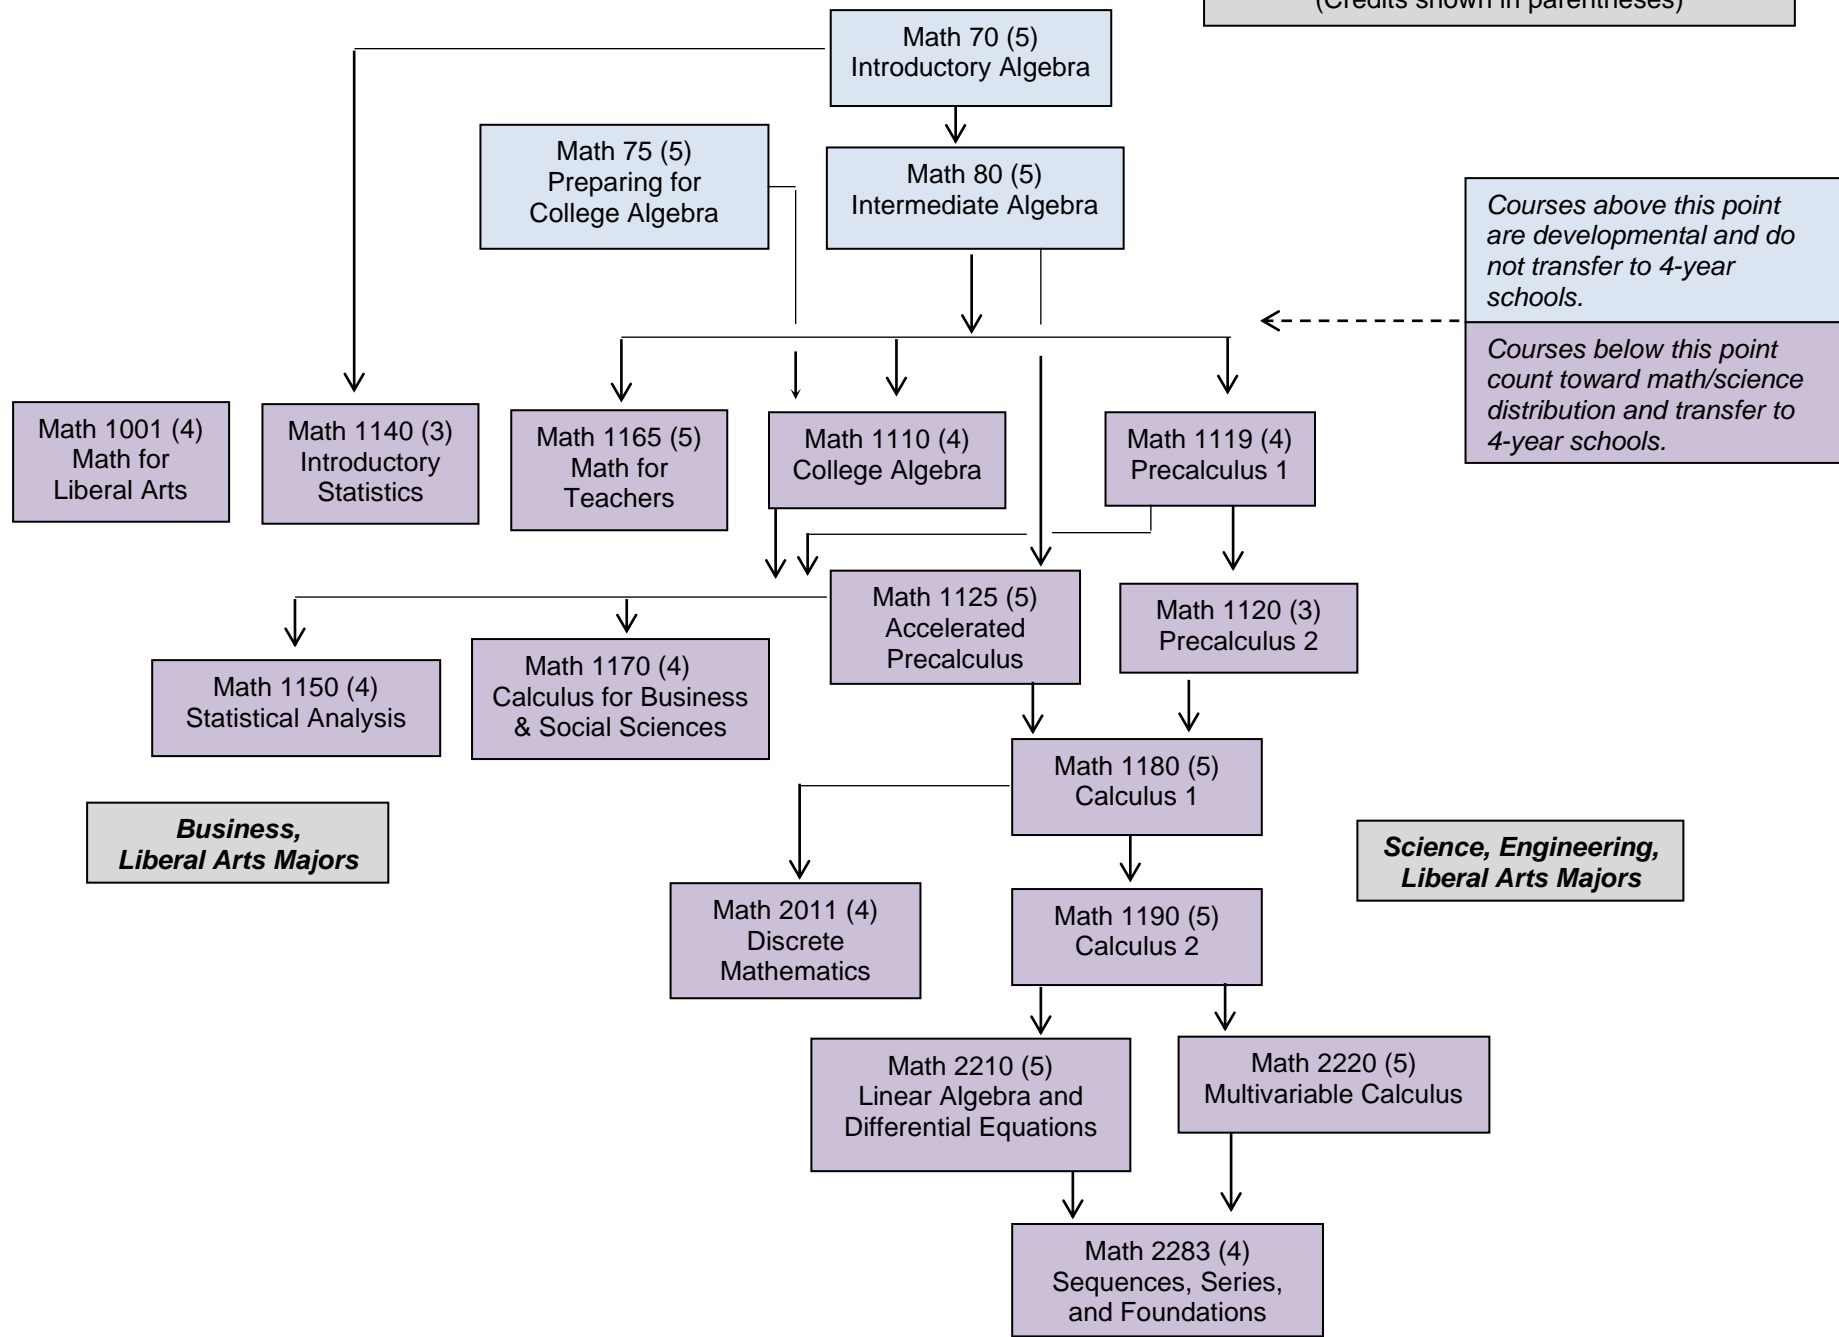 (Credits shown in parentheses)
Math 70 (5)
Introductory Algebra
Math 75 (5)
Preparing for
College Algebra
Math 80 (5)
Intermediate Algebra
Courses above this point
are developmental and do
not transfer to 4-year
schools.
Courses below this point
count toward math/science
distribution and transfer to
4-year schools.
Math 1001 (4)
Math for
Liberal Arts
Math 1140 (3)
Introductory
Statistics
Math 1165 (5)
Math for
Teachers
Math 1110 (4)
College Algebra
Math 1119 (4)
Precalculus 1
Math 1125 (5)
Accelerated
Precalculus
Math 1120 (3)
Precalculus 2
Math 1150 (4)
Statistical Analysis
Math 1170 (4)
Calculus for Business
& Social Sciences
Math 1180 (5)
Calculus 1
Business,
Liberal Arts Majors
Science, Engineering,
Liberal Arts Majors
Math 2011 (4)
Discrete
Mathematics
Math 1190 (5)
Calculus 2
Math 2210 (5)
Linear Algebra and
Differential Equations
Math 2220 (5)
Multivariable Calculus
Math 2283 (4)
Sequences, Series,
and Foundations